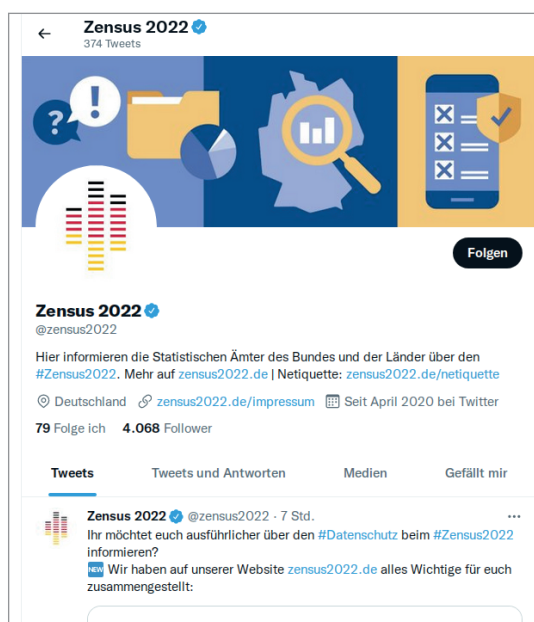 Zensus 2022
374 Tweets
?
!
Folgen
Zensus 2022
@zensus2022
Hier informieren die Statistischen Ämter des Bundes und der Länder über den
#Zensus2022. Mehr auf zensus2022.de | Netiquette: zensus2022.de/netiquette
Deutschland zensus2022.de/impressum Seit April 2020 bei Twitter
79 Folge ich 4.068 Follower
Tweets Tweets und Antworten Medien Gefällt mir
Zensus 2022 @zensus2022 · 7 Std. ...
Ihr möchtet euch ausführlicher über den #Datenschutz beim #Zensus2022
informieren?
NEW Wir haben auf unserer Website zensus2022.de alles Wichtige für euch
zusammengestellt: